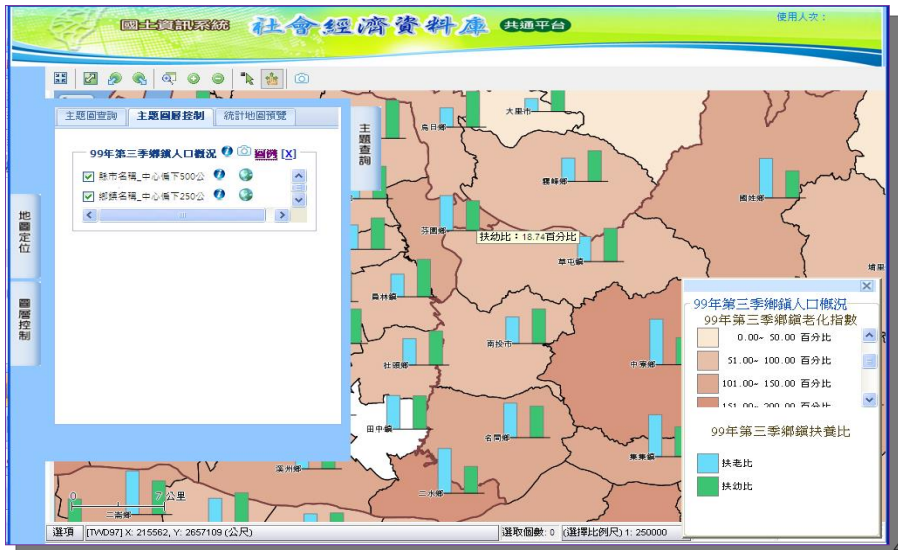 國土資訊系統 社會經濟資料庫 共通平台
使用人次：
主題圖查詢 主題圖層控制 統計地圖預覽
99年第三季鄉鎮人口概況 圖例 [X]
縣市名稱_中心偏下500公
鄉鎮名稱_中心偏下250公
主題查詢
地圖定位
圖層控制
大里市
烏日鄉
霧峰鄉
國姓鄉
芬園鄉
扶幼比：18.74百分比
草屯鎮
埔里
員林鎮
南投市
中寮鄉
社頭鄉
田中鎮
名間鄉
集集鎮
溪州鄉
二水鄉
二崙鄉
0 7 公里
99年第三季鄉鎮人口概況
99年第三季鄉鎮老化指數
0.00~ 50.00 百分比
51.00~ 100.00 百分比
101.00~ 150.00 百分比
151.00~ 200.00 百分比
99年第三季鄉鎮扶養比
扶老比
扶幼比
選項 [TWD97] X: 215562, Y: 2657109 (公尺) 選取個數: 0 (選擇比例尺) 1: 250000